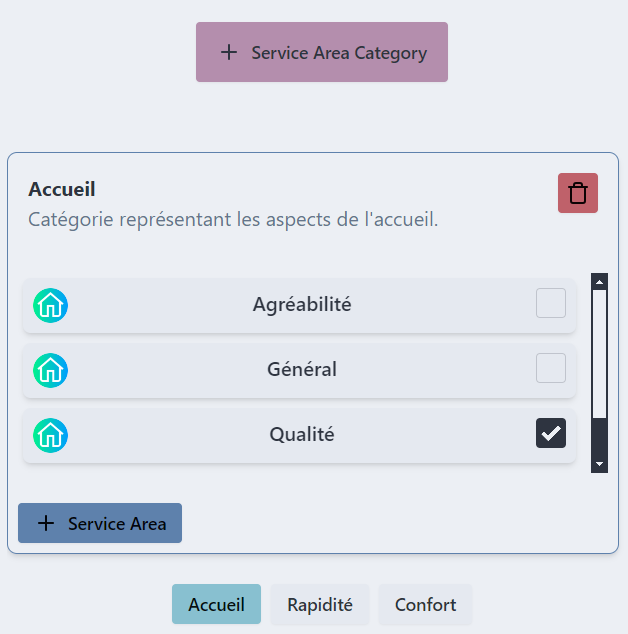 Service Area Category
Accueil
Catégorie représentant les aspects de l'accueil.
Agréabilité
Général
Qualité
Service Area
Accueil
Rapidité
Confort